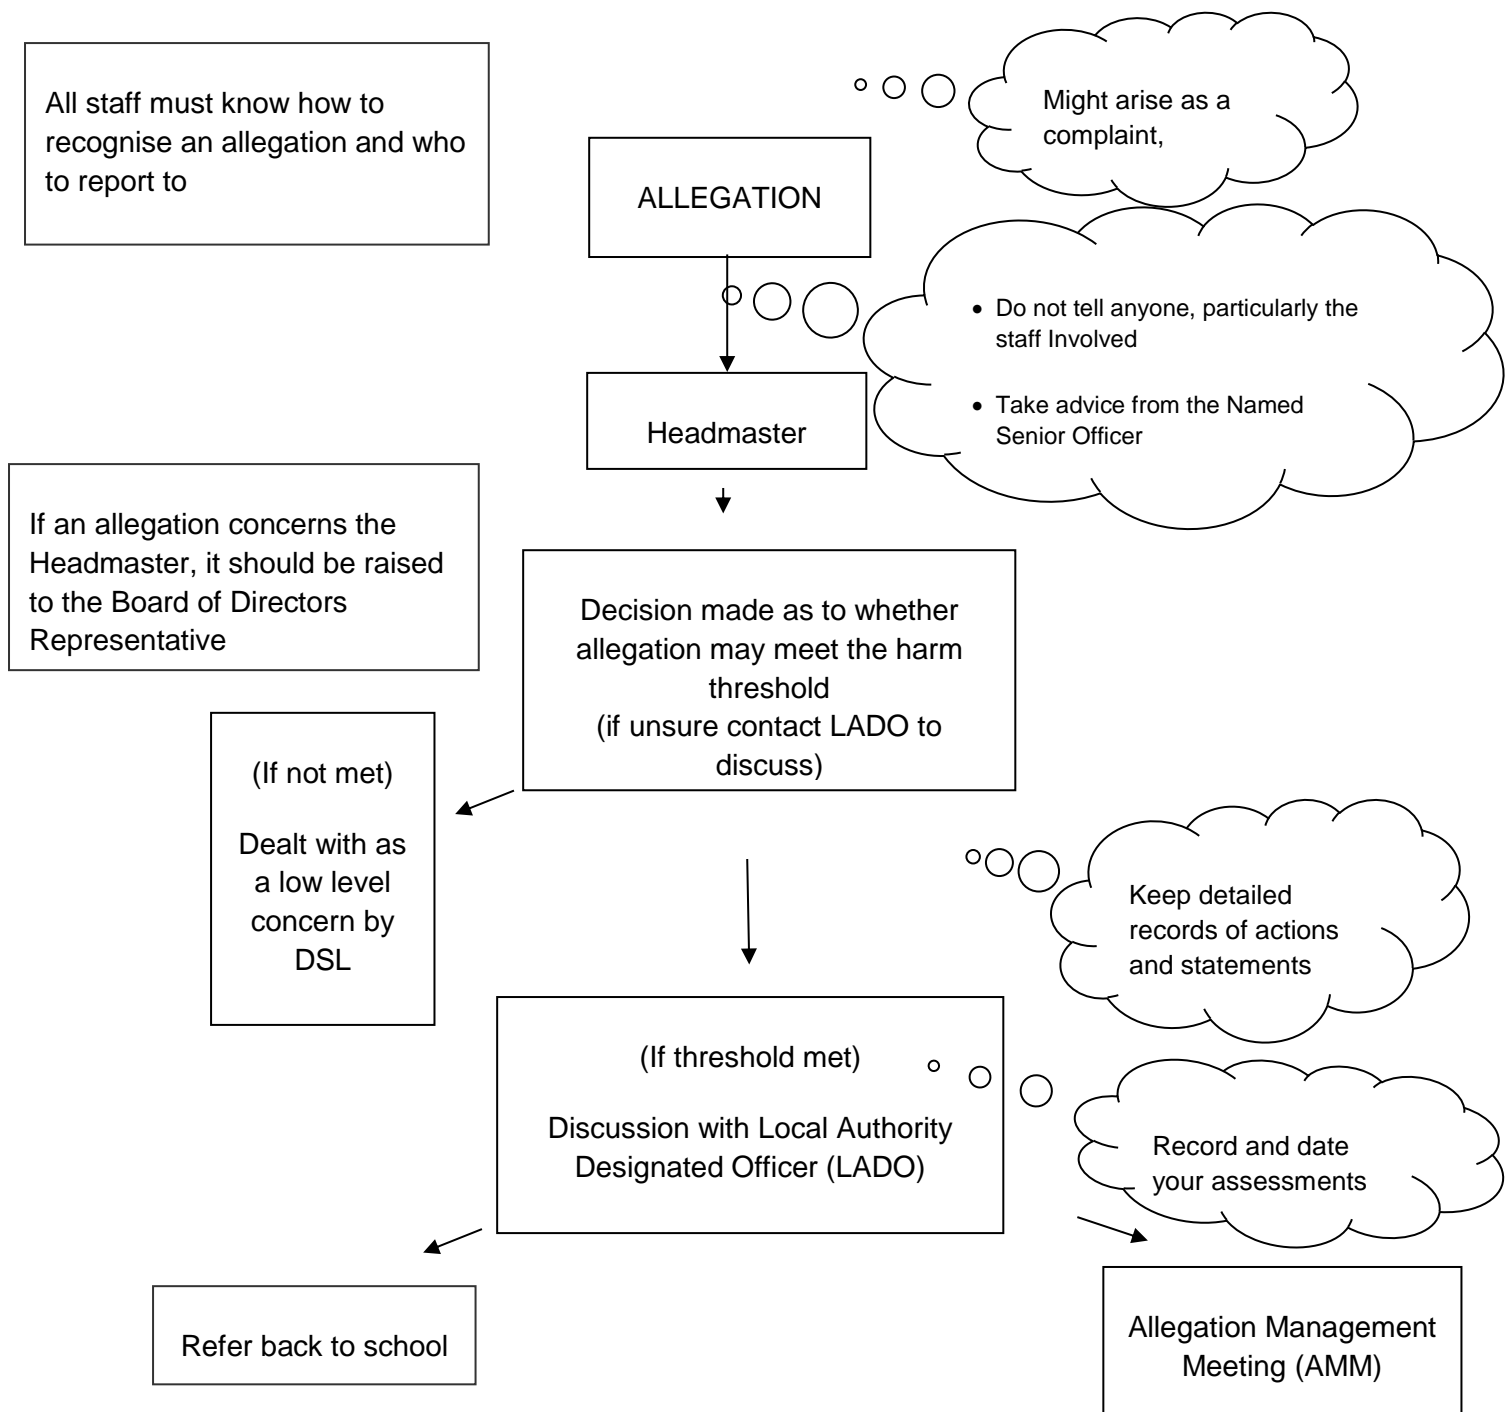 All staff must know how to
recognise an allegation and who
to report to
Might arise as a
complaint,
ALLEGATION
• Do not tell anyone, particularly the
staff Involved
• Take advice from the Named
Senior Officer
Headmaster
If an allegation concerns the
Headmaster, it should be raised
to the Board of Directors
Representative
Decision made as to whether
allegation may meet the harm
threshold
(if unsure contact LADO to
discuss)
(If not met)
Dealt with as
a low level
concern by
DSL
Keep detailed
records of actions
and statements
(If threshold met)
Discussion with Local Authority
Designated Officer (LADO)
Record and date
your assessments
Refer back to school
Allegation Management
Meeting (AMM)